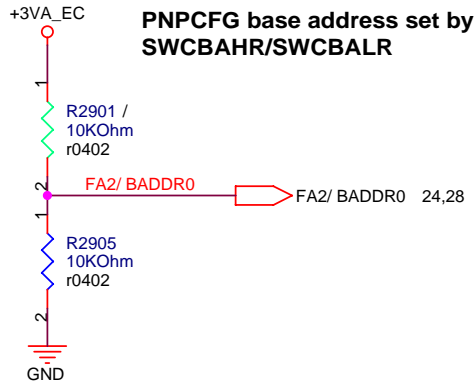 +3VA_EC
PNPCFG base address set by
SWCBAHR/SWCBALR
1
R2901 /
10KOhm
r0402
2
FA2/ BADDR0
FA2/ BADDR0 24,28
1
R2905
10KOhm
r0402
2
GND